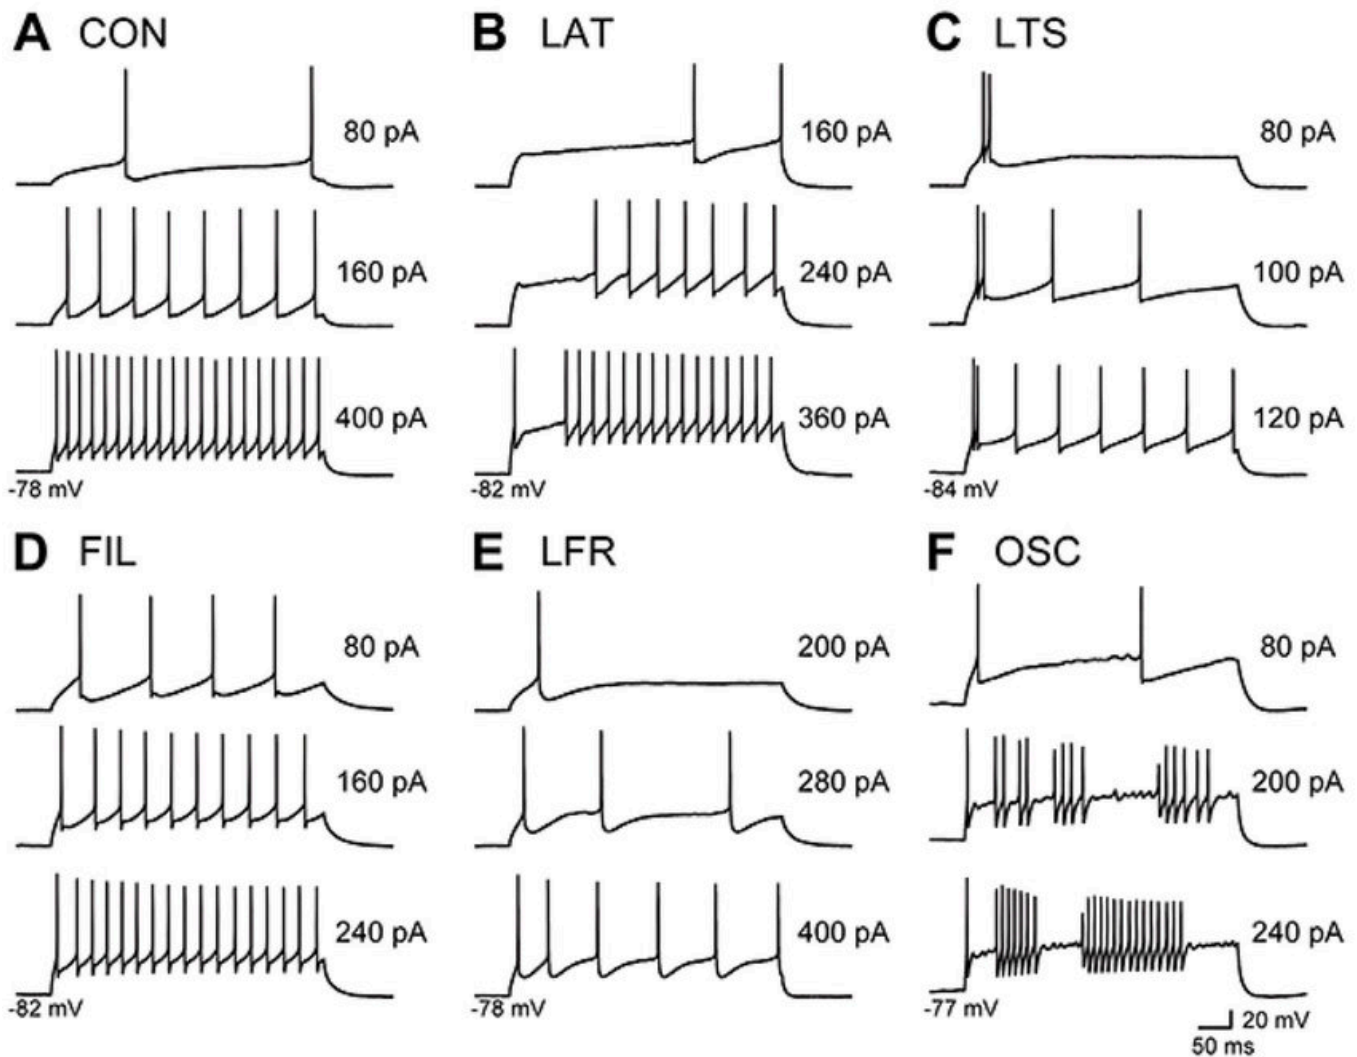 A CON
80 pA
160 pA
400 pA
-78 mV
B LAT
160 pA
240 pA
360 pA
-82 mV
C LTS
80 pA
100 pA
120 pA
-84 mV
D FIL
80 pA
160 pA
240 pA
-82 mV
E LFR
200 pA
280 pA
400 pA
-78 mV
F OSC
80 pA
200 pA
240 pA
-77 mV
20 mV
50 ms